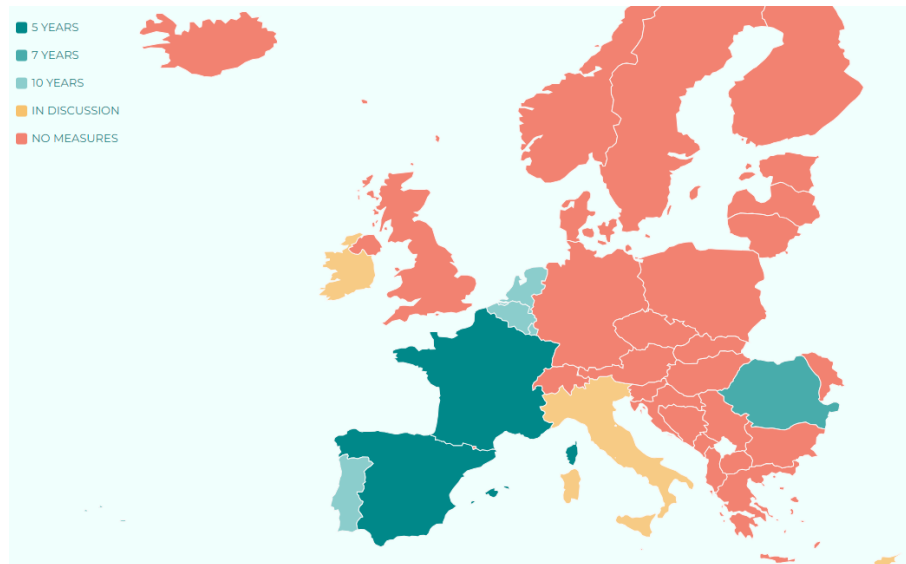 5 YEARS
7 YEARS
10 YEARS
IN DISCUSSION
NO MEASURES